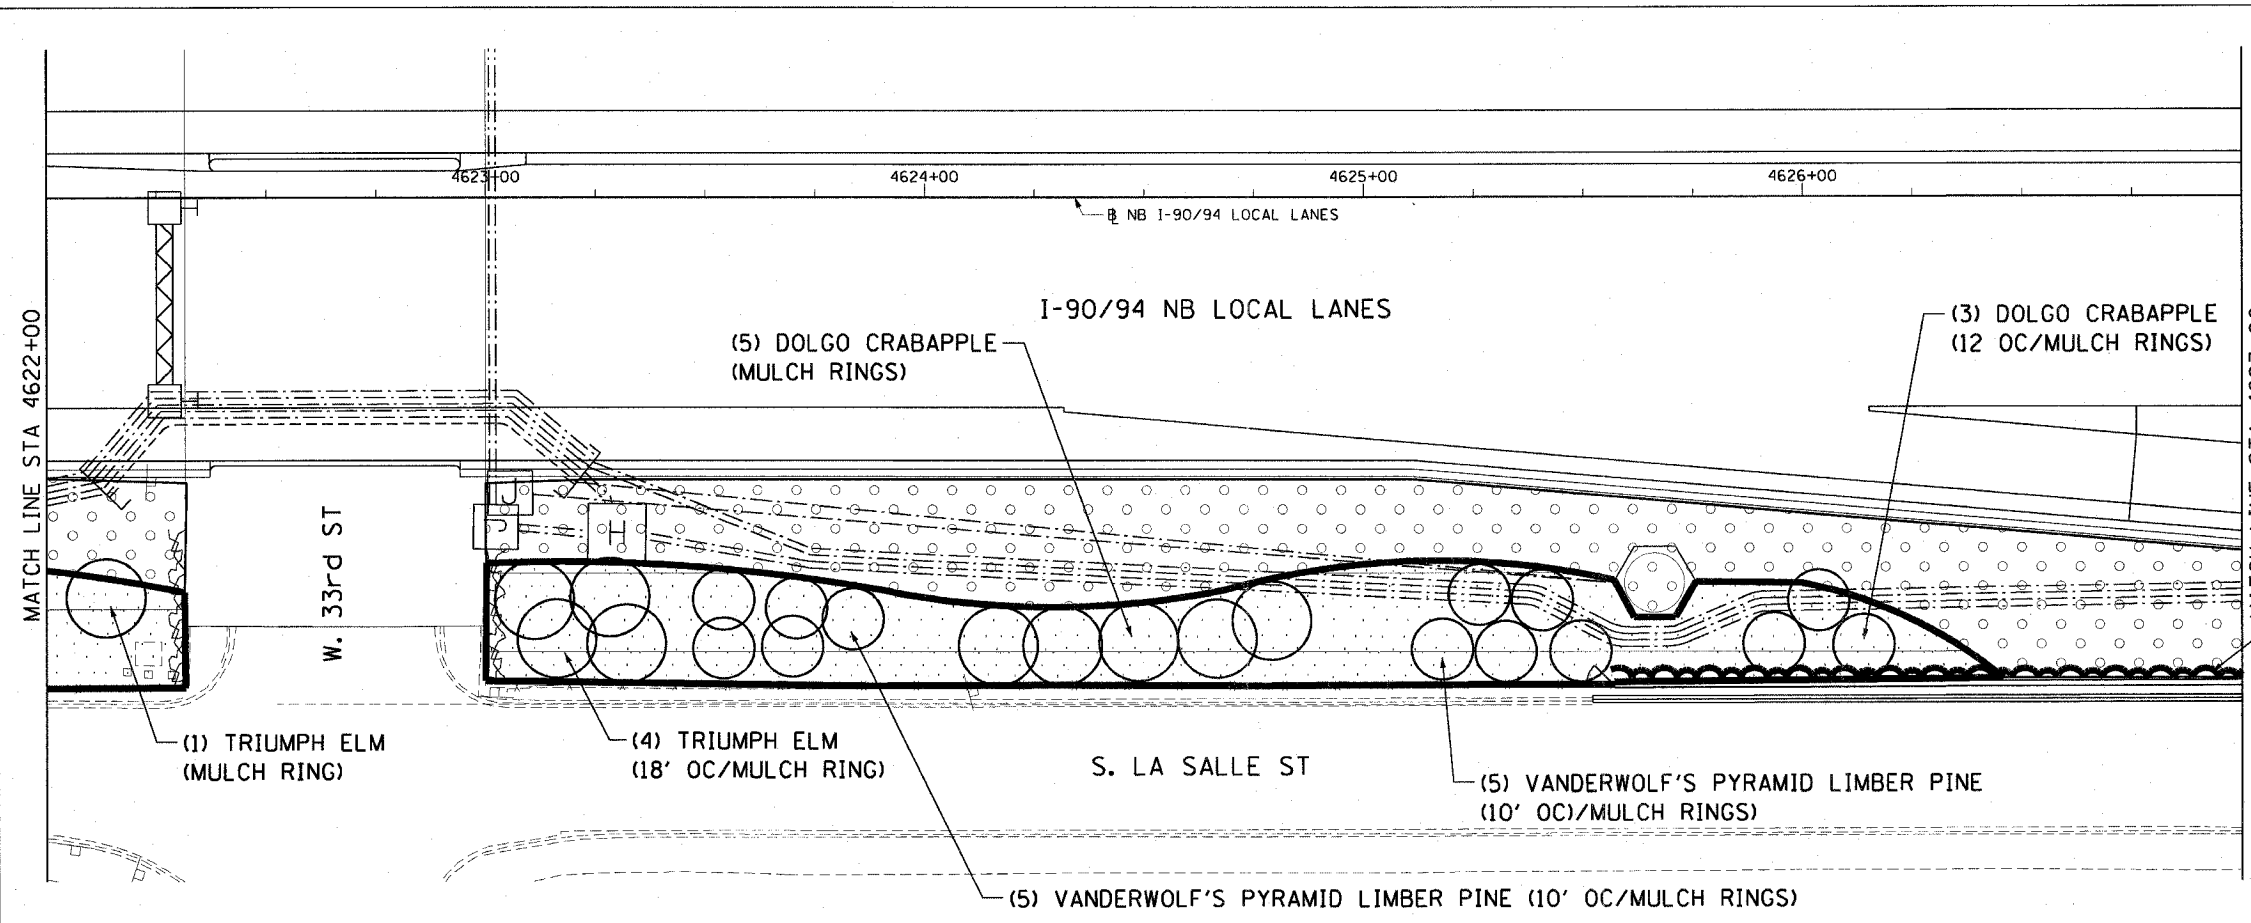 4623+00
4624+00
4625+00
4626+00
℄ NB I-90/94 LOCAL LANES
I-90/94 NB LOCAL LANES
(5) DOLGO CRABAPPLE
(MULCH RINGS)
(3) DOLGO CRABAPPLE
(12 OC/MULCH RINGS)
MATCH LINE STA 4622+00
W. 33rd ST
J
J
H
(1) TRIUMPH ELM
(MULCH RING)
(4) TRIUMPH ELM
(18' OC/MULCH RING)
S. LA SALLE ST
(5) VANDERWOLF'S PYRAMID LIMBER PINE
(10' OC)/MULCH RINGS)
(5) VANDERWOLF'S PYRAMID LIMBER PINE (10' OC/MULCH RINGS)